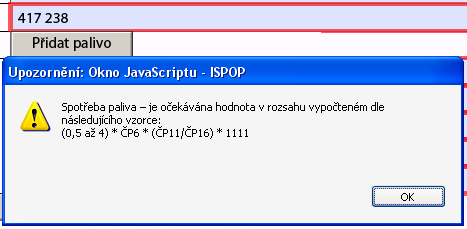 417 238
Přidat palivo
Upozornění: Okno JavaScriptu - ISPOP
Spotřeba paliva – je očekávána hodnota v rozsahu vypočteném dle
následujícího vzorce:
(0,5 až 4) * ČP6 * (ČP11/ČP16) * 1111
OK